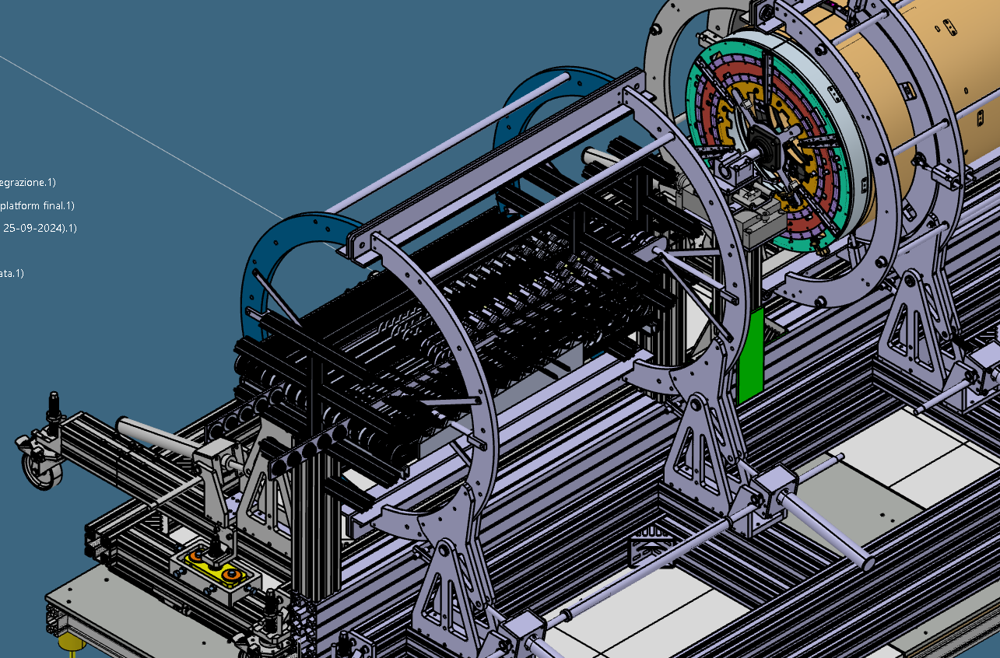 egrazione.1)
platform final.1)
25-09-2024).1)
ata.1)